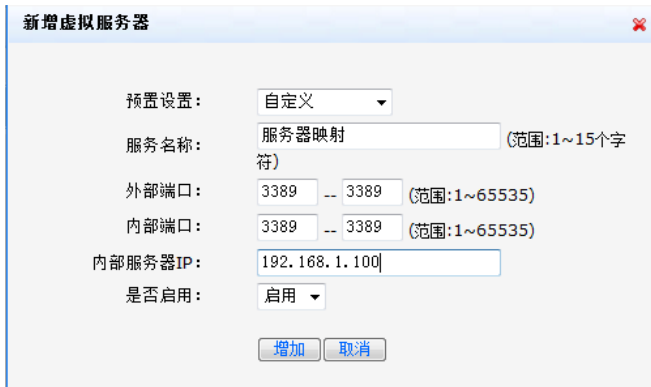 新增虚拟服务器
预置设置： 自定义
服务名称： 服务器映射 (范围:1~15个字
符)
外部端口： 3389 -- 3389 (范围:1~65535)
内部端口： 3389 -- 3389 (范围:1~65535)
内部服务器IP： 192.168.1.100
是否启用： 启用
增加 取消